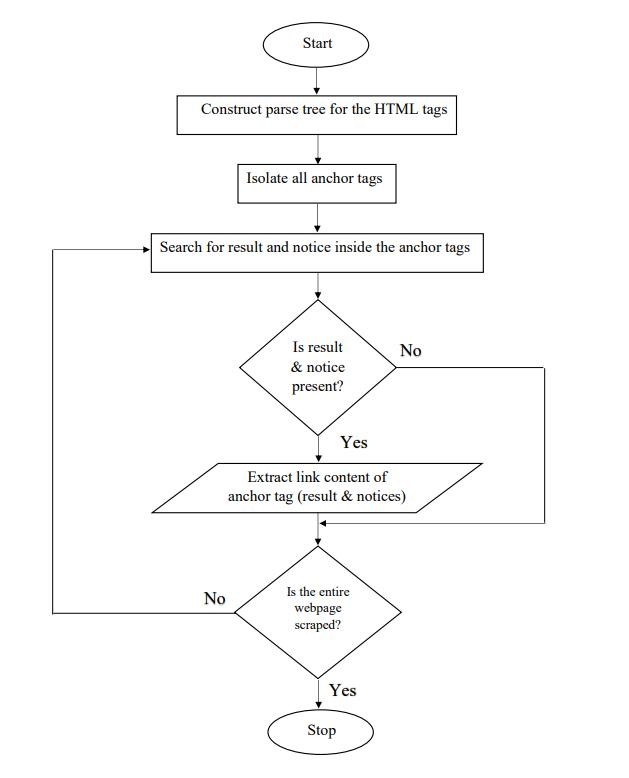 Start
Construct parse tree for the HTML tags
Isolate all anchor tags
Search for result and notice inside the anchor tags
Is result
& notice
present?
No
Yes
Extract link content of
anchor tag (result & notices)
No
Is the entire
webpage
scraped?
Yes
Stop